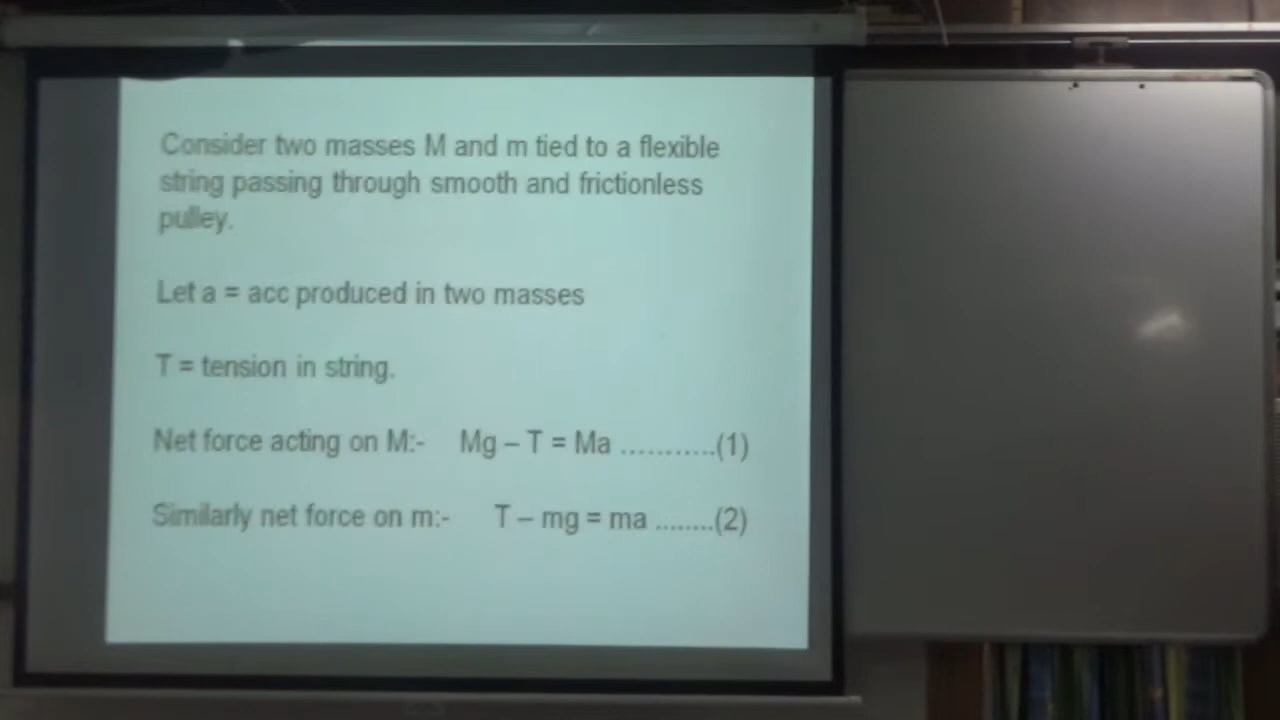 Consider two masses M and m tied to a flexible
string passing through smooth and frictionless
pulley.
Let a = acc produced in two masses
T = tension in string.
Net force acting on M:- Mg – T = Ma ...........(1)
Similarly net force on m:- T – mg = ma ........(2)